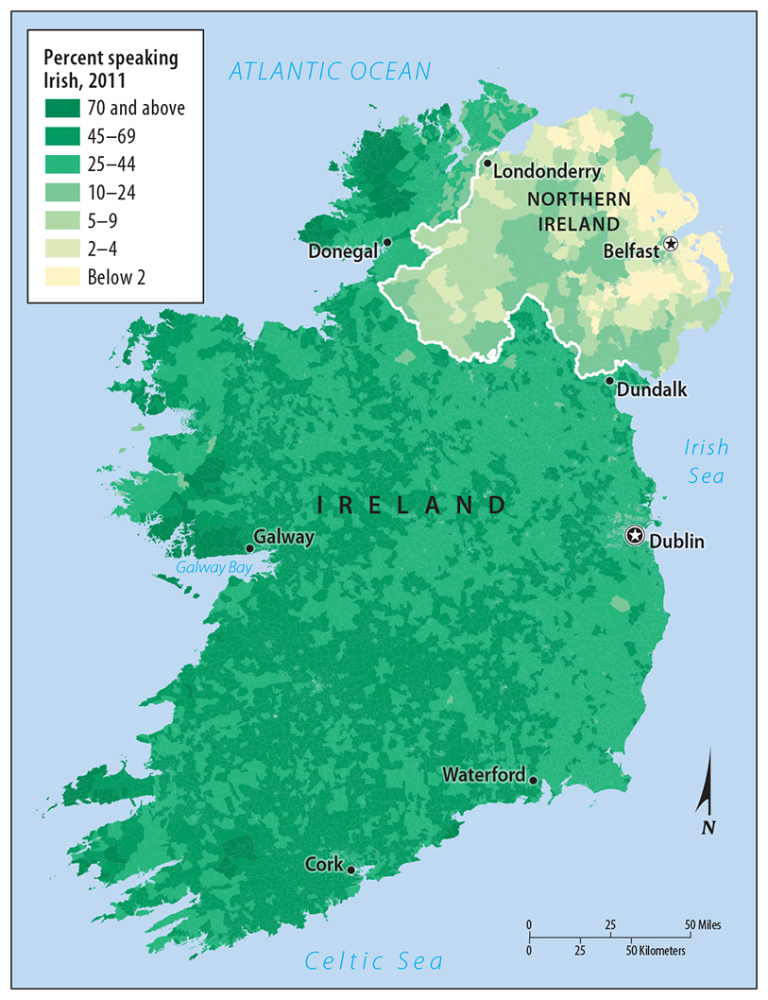 Percent speaking
Irish, 2011
70 and above
45–69
25–44
10–24
5–9
2–4
Below 2
ATLANTIC OCEAN
Londonderry
NORTHERN
IRELAND
Belfast
Donegal
Dundalk
Irish
Sea
IRELAND
Galway
Galway Bay
Dublin
Waterford
Cork
N
0 25 50 Miles
0 25 50 Kilometers
Celtic Sea